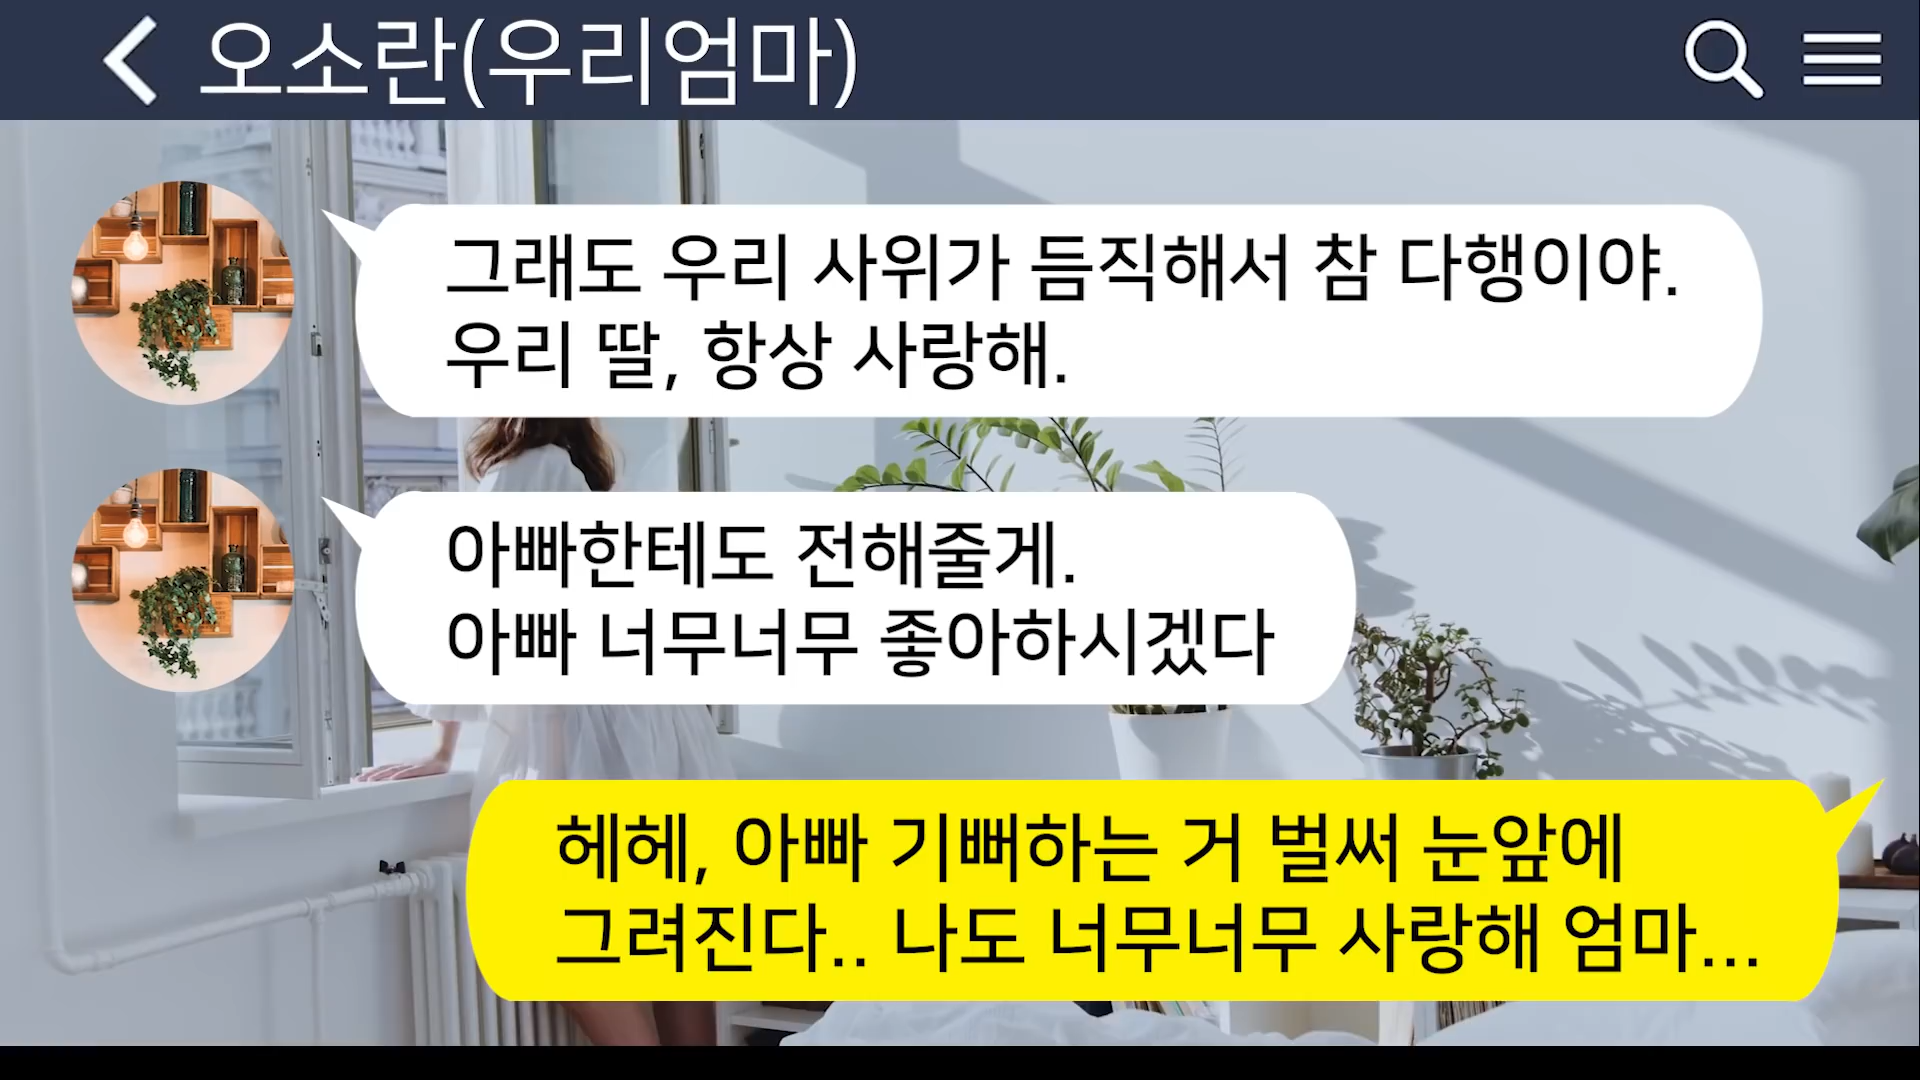 오소란(우리엄마)
그래도 우리 사위가 듬직해서 참 다행이야.
우리 딸, 항상 사랑해.
아빠한테도 전해줄게.
아빠 너무너무 좋아하시겠다
헤헤, 아빠 기뻐하는 거 벌써 눈앞에
그려진다.. 나도 너무너무 사랑해 엄마...